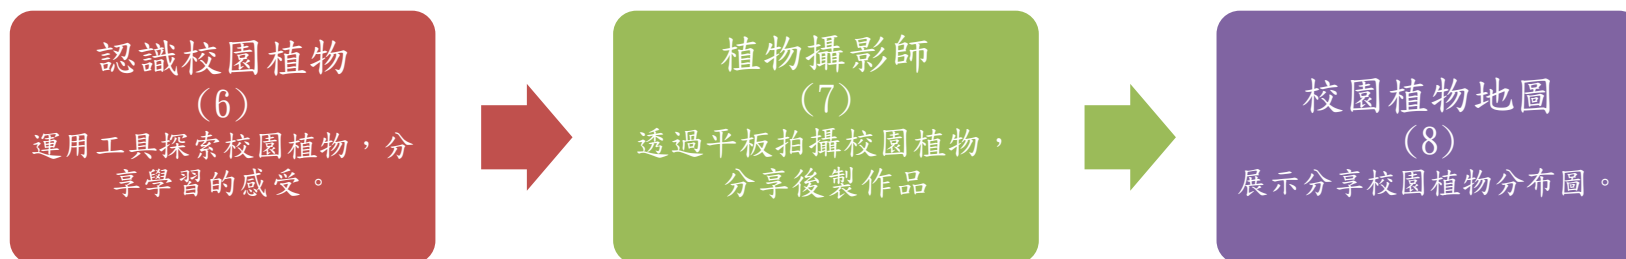 認識校園植物
(6)
運用工具探索校園植物，分
享學習的感受。
植物攝影師
(7)
透過平板拍攝校園植物，
分享後製作品
校園植物地圖
(8)
展示分享校園植物分布圖。